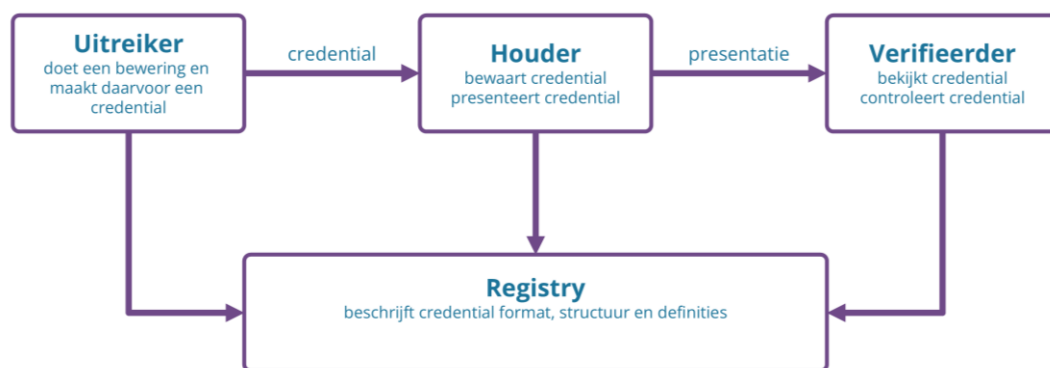 Uitreiker
doet een bewering en
maakt daarvoor een
credential
credential
Houder
bewaart credential
presenteert credential
presentatie
Verifieerder
bekijkt credential
controleert credential
Registry
beschrijft credential format, structuur en definities